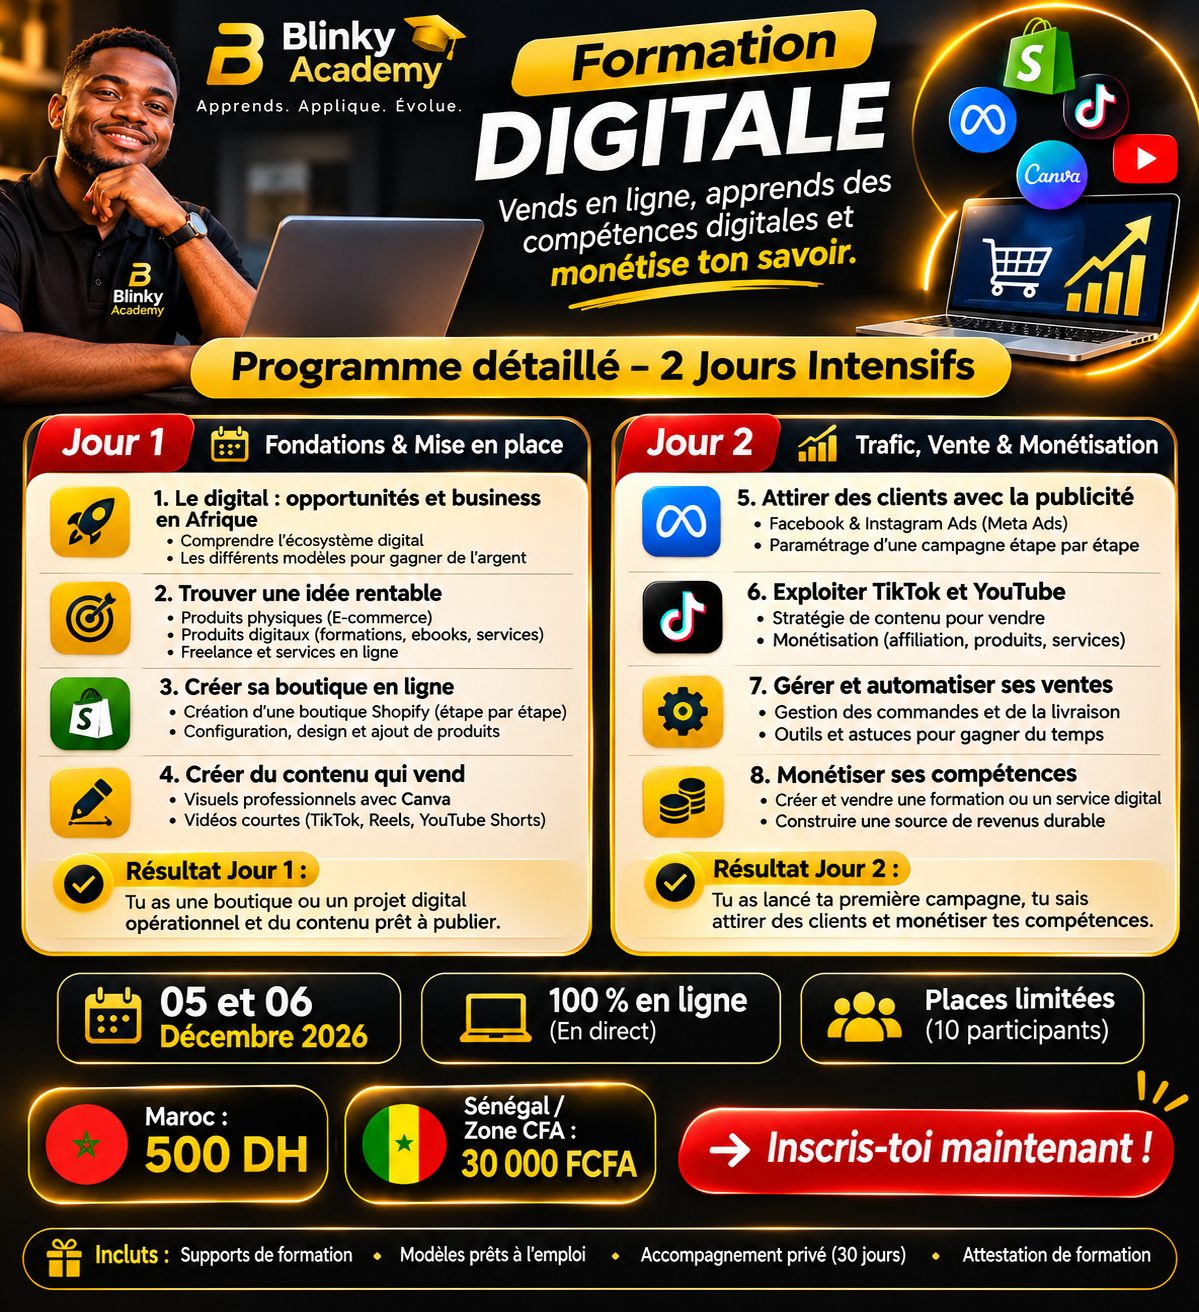 Blinky
Academy
Apprends. Applique. Évolue.
Formation
DIGITALE
Vends en ligne, apprends des
compétences digitales et
monétise ton savoir.
Canva
Blinky
Academy
Programme détaillé – 2 Jours Intensifs
Jour 1
Fondations & Mise en place
1. Le digital : opportunités et business
en Afrique
• Comprendre l'écosystème digital
• Les différents modèles pour gagner de l'argent
2. Trouver une idée rentable
• Produits physiques (E-commerce)
• Produits digitaux (formations, ebooks, services)
• Freelance et services en ligne
3. Créer sa boutique en ligne
• Création d'une boutique Shopify (étape par étape)
• Configuration, design et ajout de produits
4. Créer du contenu qui vend
• Visuels professionnels avec Canva
• Vidéos courtes (TikTok, Reels, YouTube Shorts)
Résultat Jour 1 :
Tu as une boutique ou un projet digital
opérationnel et du contenu prêt à publier.
Jour 2
Trafic, Vente & Monétisation
5. Attirer des clients avec la publicité
• Facebook & Instagram Ads (Meta Ads)
• Paramétrage d'une campagne étape par étape
6. Exploiter TikTok et YouTube
• Stratégie de contenu pour vendre
• Monétisation (affiliation, produits, services)
7. Gérer et automatiser ses ventes
• Gestion des commandes et de la livraison
• Outils et astuces pour gagner du temps
8. Monétiser ses compétences
• Créer et vendre une formation ou un service digital
• Construire une source de revenus durable
Résultat Jour 2 :
Tu as lancé ta première campagne, tu sais
attirer des clients et monétiser tes compétences.
05 et 06
Décembre 2026
100 % en ligne
(En direct)
Places limitées
(10 participants)
Maroc :
500 DH
Sénégal /
Zone CFA :
30 000 FCFA
→ Inscris-toi maintenant !
Incluts : Supports de formation • Modèles prêts à l'emploi • Accompagnement privé (30 jours) • Attestation de formation